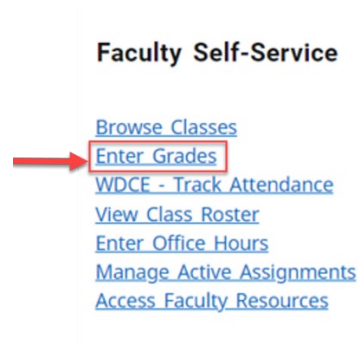 Faculty Self-Service
Browse Classes
Enter Grades
WDCE - Track Attendance
View Class Roster
Enter Office Hours
Manage Active Assignments
Access Faculty Resources